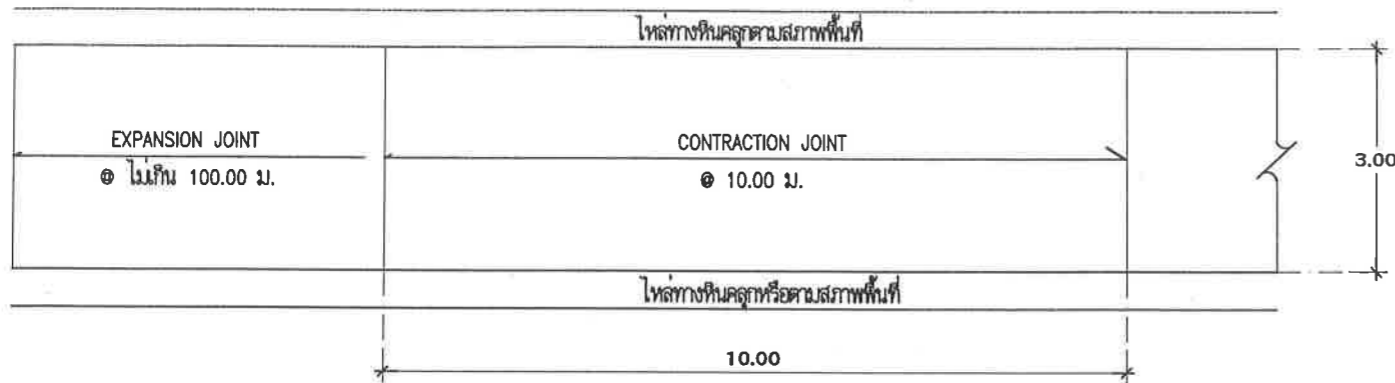 ไหล่ทางหินคลุกตามสภาพพื้นที่
EXPANSION JOINT
@ ไม่เกิน 100.00 ม.
CONTRACTION JOINT
@ 10.00 ม.
3.00
ไหล่ทางหินคลุกหรือตามสภาพพื้นที่
10.00